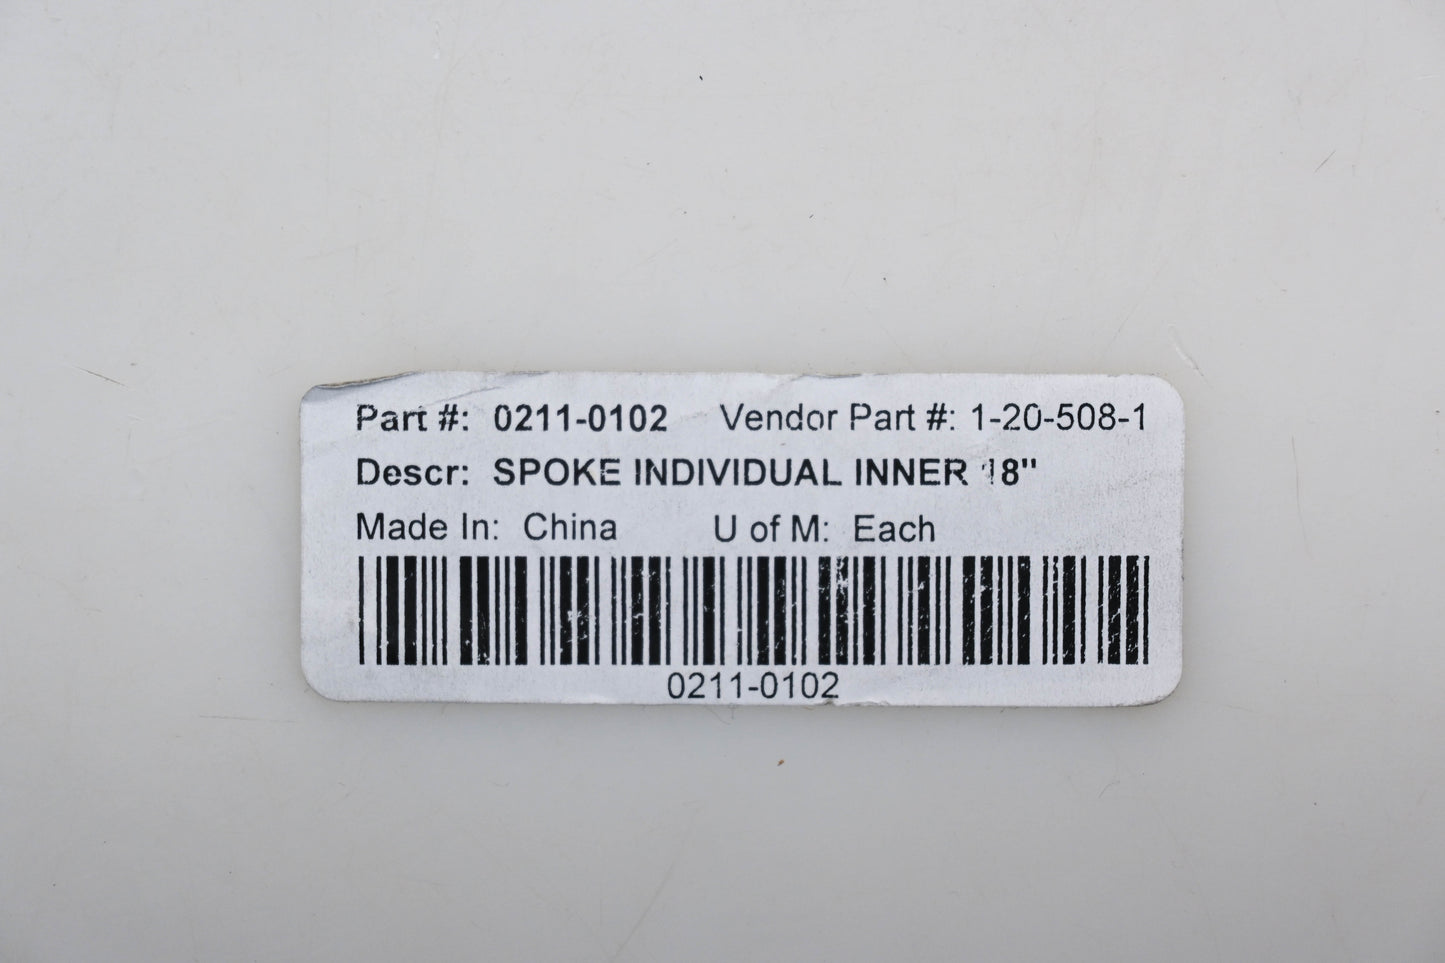 Part #: 0211-0102 Vendor Part #: 1-20-508-1
Descr: SPOKE INDIVIDUAL INNER 18"
Made In: China U of M: Each
0211-0102